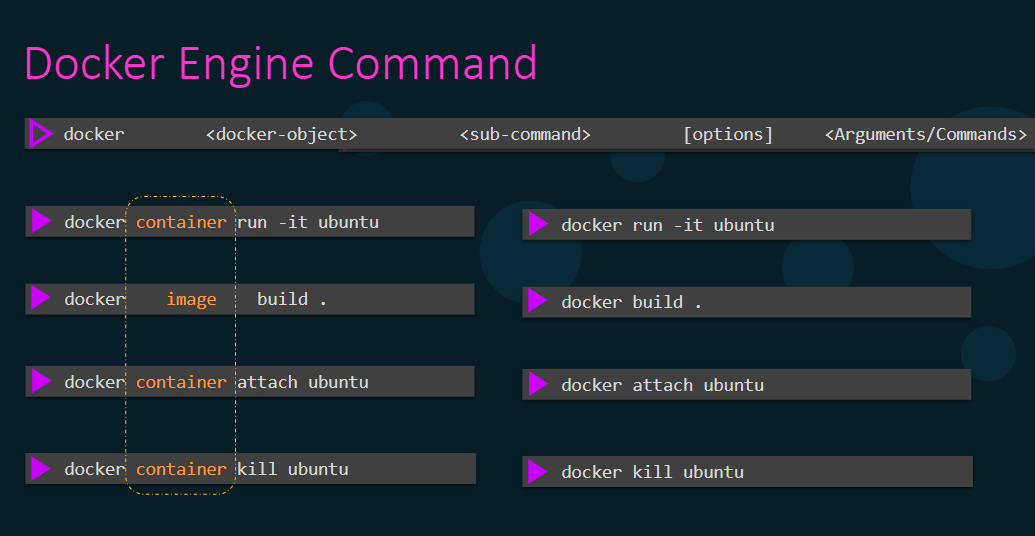 Docker Engine Command
docker <docker-object> <sub-command> [options] <Arguments/Commands>
docker container run -it ubuntu
docker run -it ubuntu
docker image build .
docker build .
docker container attach ubuntu
docker attach ubuntu
docker container kill ubuntu
docker kill ubuntu